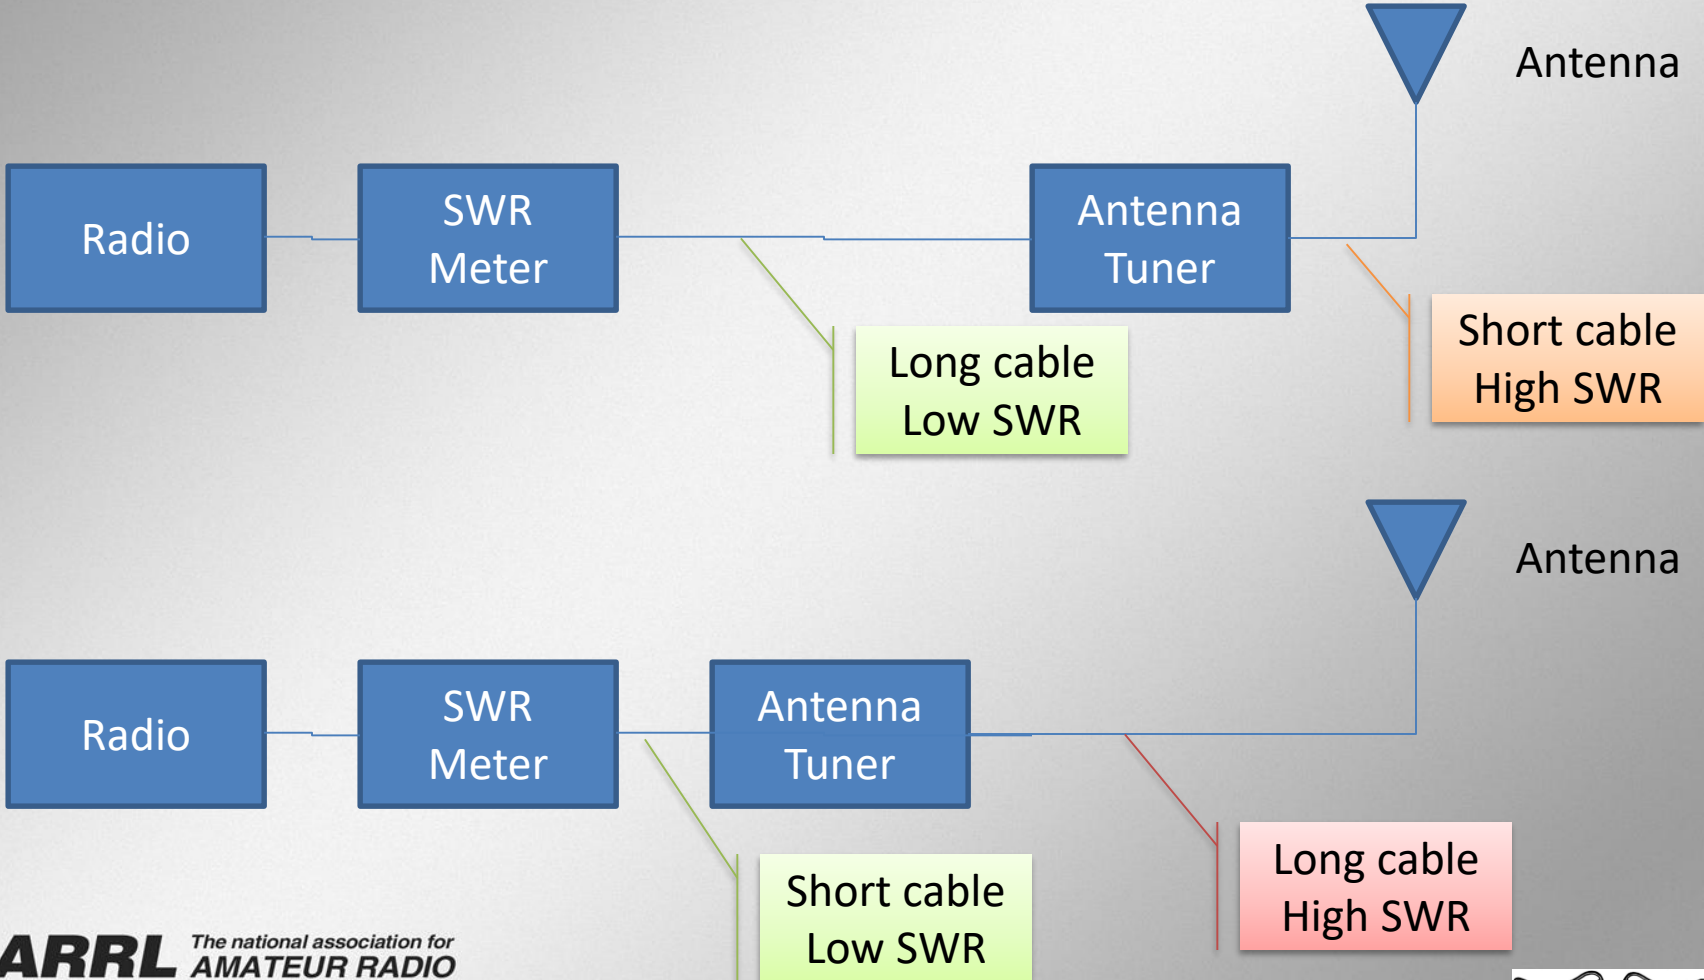 Antenna
Radio
SWR
Meter
Antenna
Tuner
Long cable
Low SWR
Short cable
High SWR
Antenna
Radio
SWR
Meter
Antenna
Tuner
Short cable
Low SWR
Long cable
High SWR
ARRL The national association for
AMATEUR RADIO